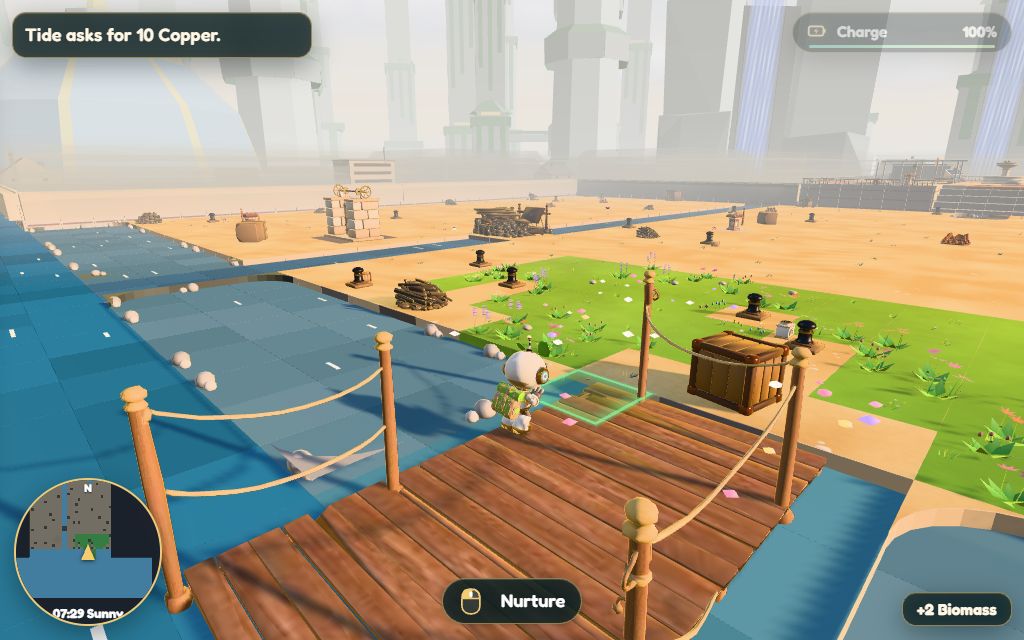 Tide asks for 10 Copper.
Charge 100%
N
07:29 Sunny
Nurture
+2 Biomass